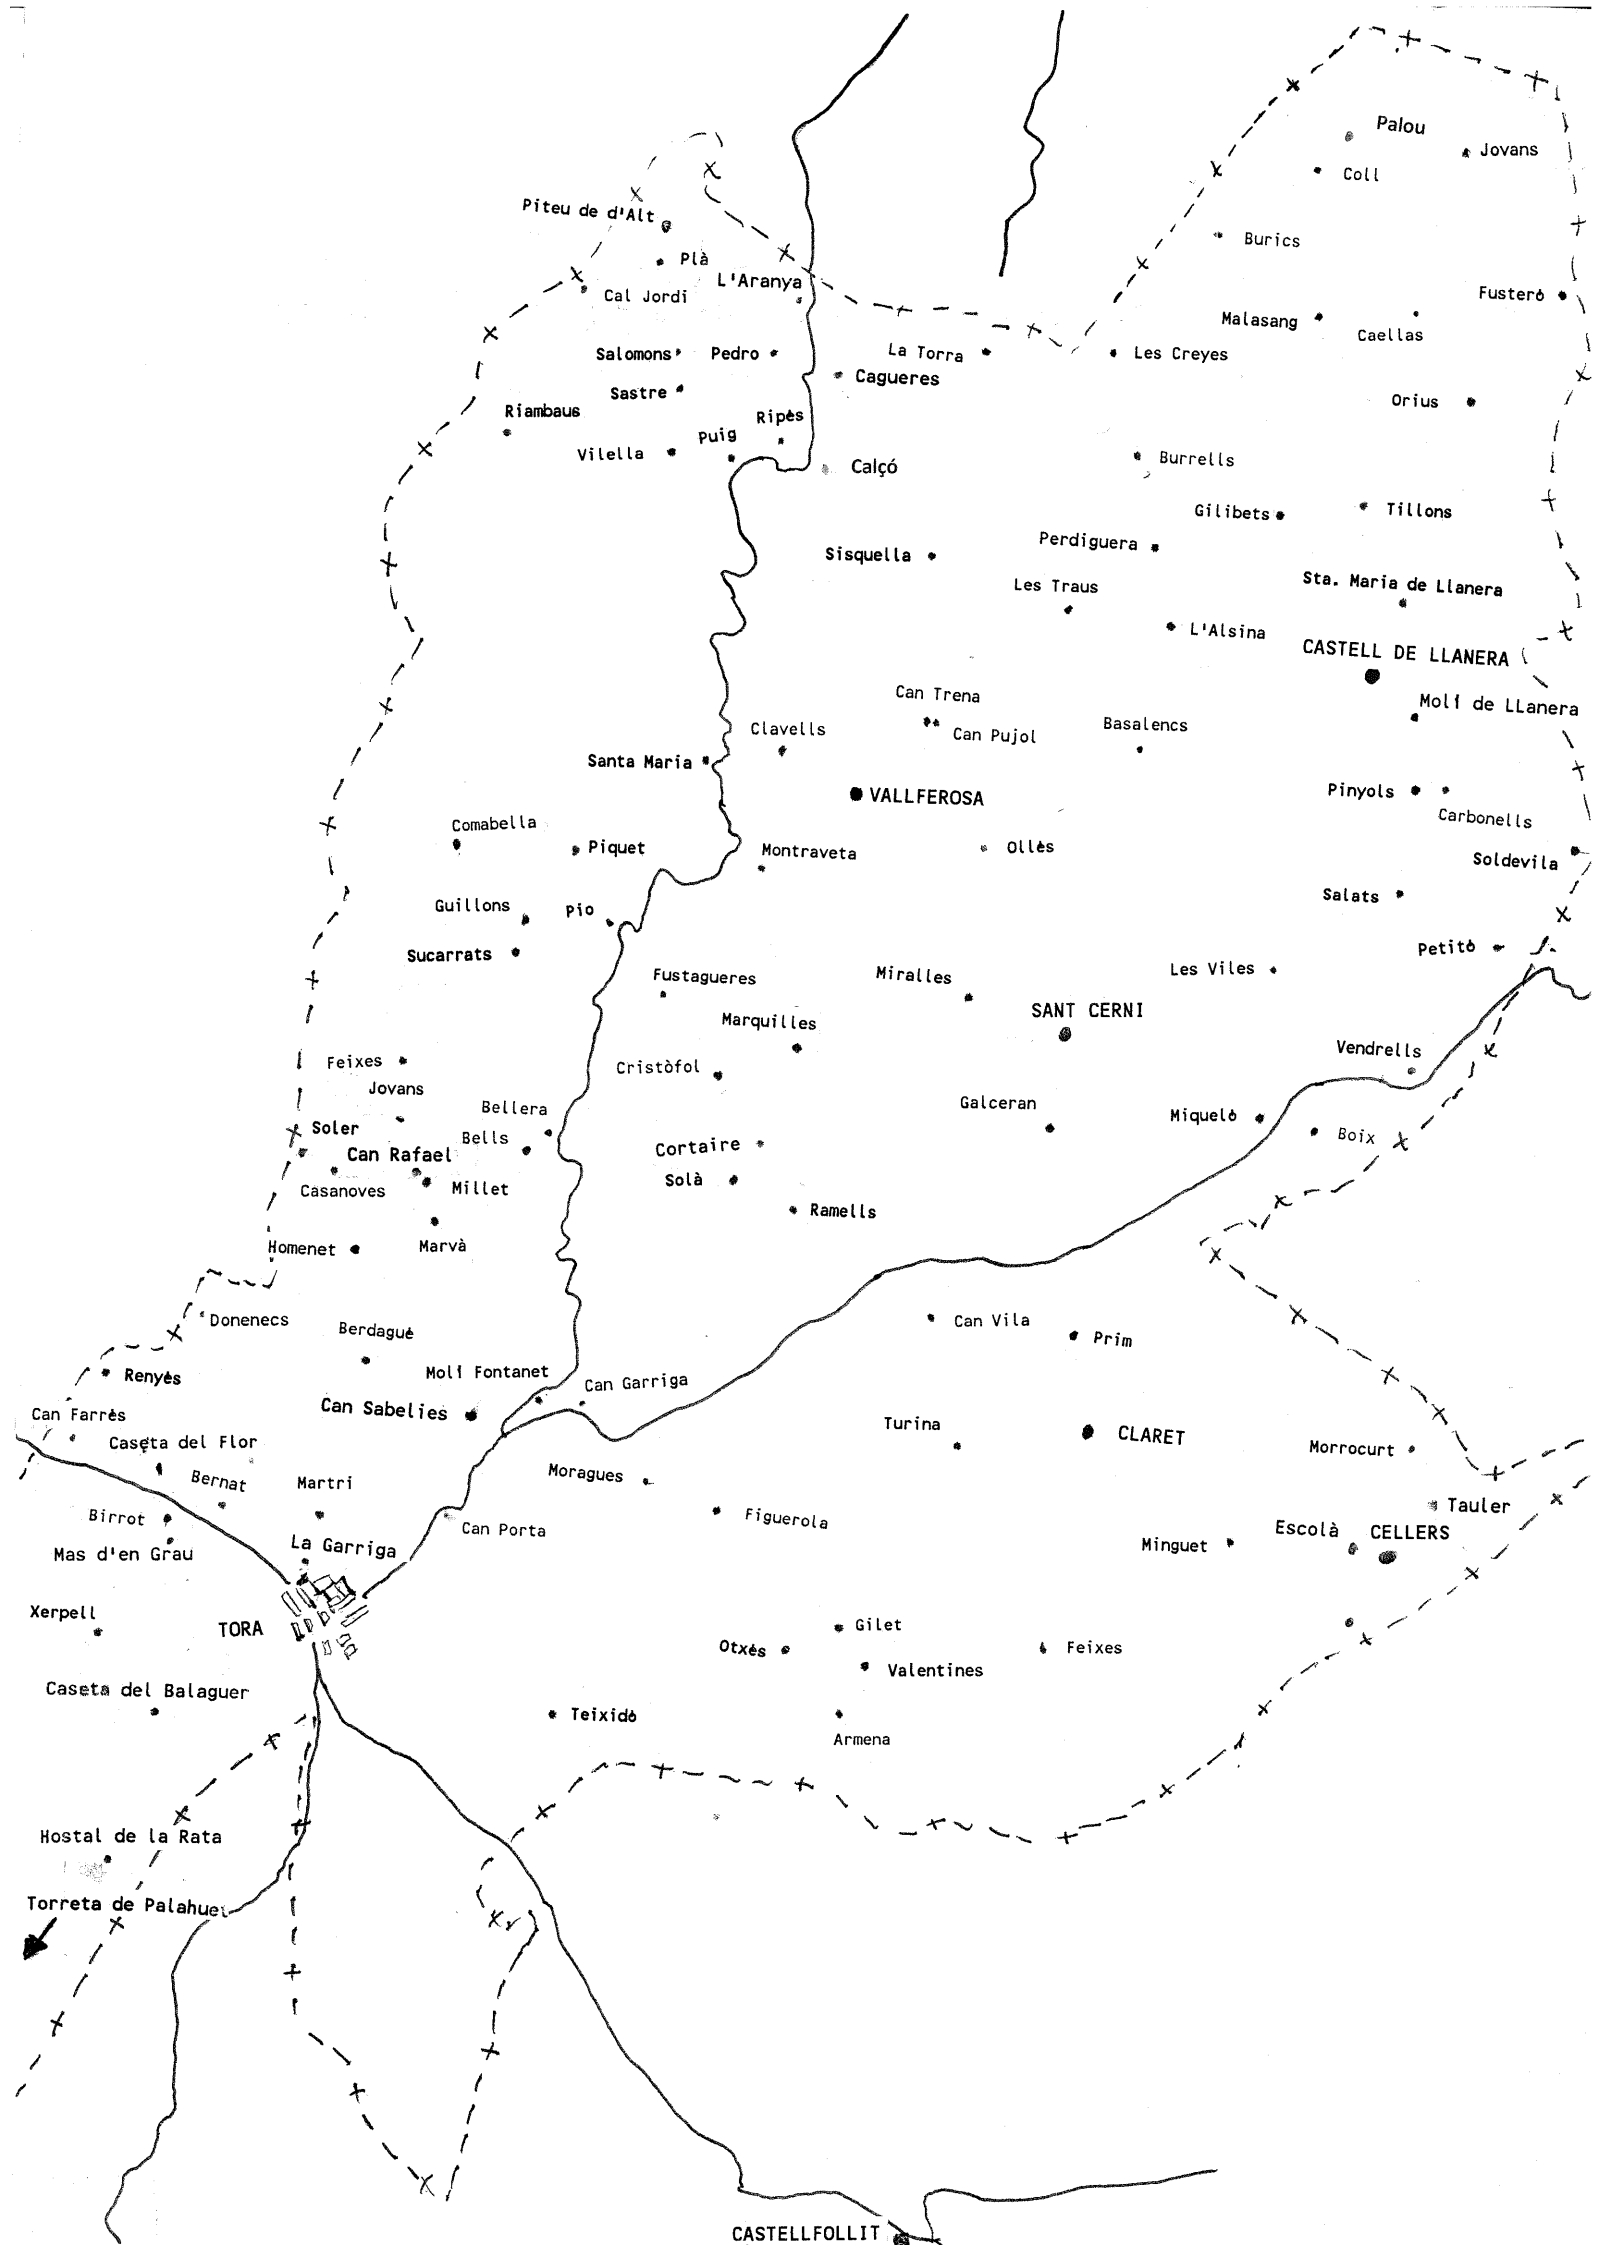 Palou
Jovans
Coll
Piteu de d'Alt
Burics
Plà
L'Aranya
Cal Jordi
Fusteró
Malasang
Caellas
Salomons
Pedro
La Torra
Les Creyes
Cagueres
Sastre
Orius
Riambaus
Ripès
Puig
Vilella
Calçó
Burrells
Gilibets
Tillons
Perdiguera
Sisquella
Les Traus
Sta. Maria de Llanera
L'Alsina
CASTELL DE LLANERA
Can Trena
Molí de LLanera
Clavells
Can Pujol
Basalencs
Santa Maria
VALLFEROSA
Pinyols
Carbonells
Comabella
Piquet
Montraveta
Ollès
Soldevila
Salats
Guillons
Pio
Petitó
Sucarrats
Fustagueres
Miralles
Les Viles
SANT CERNI
Marquilles
Vendrells
Feixes
Cristòfol
Jovans
Bellera
Galceran
Miqueló
Soler
Bells
Boix
Can Rafael
Cortaire
Casanoves
Millet
Solà
Ramells
Homenet
Marvà
Donenecs
Berdagué
Can Vila
Prim
Renyès
Molí Fontanet
Can Garriga
Can Sabelies
Can Farrès
Turina
CLARET
Caseta del Flor
Morrocurt
Bernat
Martri
Moragues
Tauler
Birrot
Figuerola
Can Porta
Escolà
CELLERS
Mas d'en Grau
La Garriga
Minguet
Xerpell
TORA
Gilet
Otxés
Feixes
Valentines
Caseta del Balaguer
Teixidó
Armena
Hostal de la Rata
Torreta de Palahuet
CASTELLFOLLIT